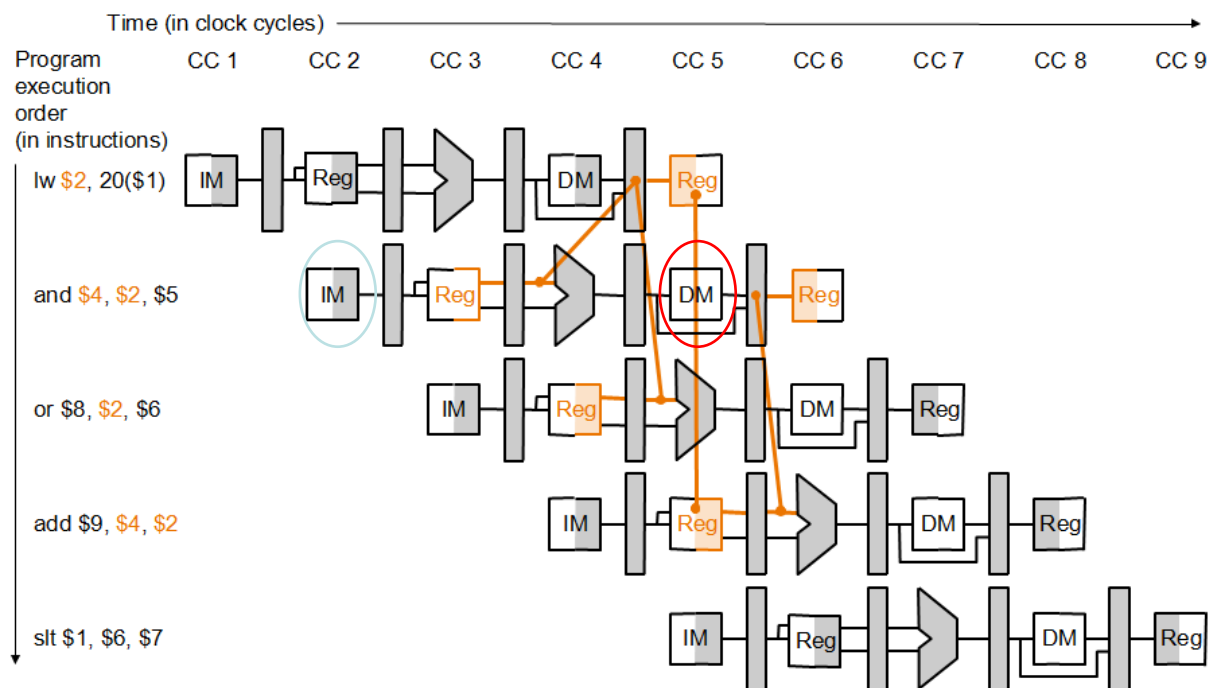 Time (in clock cycles)
CC 1 CC 2 CC 3 CC 4 CC 5 CC 6 CC 7 CC 8 CC 9
Program
execution
order
(in instructions)
lw $2, 20($1) IM Reg DM Reg
and $4, $2, $5 IM Reg DM Reg
or $8, $2, $6 IM Reg DM Reg
add $9, $4, $2 IM Reg DM Reg
slt $1, $6, $7 IM Reg DM Reg